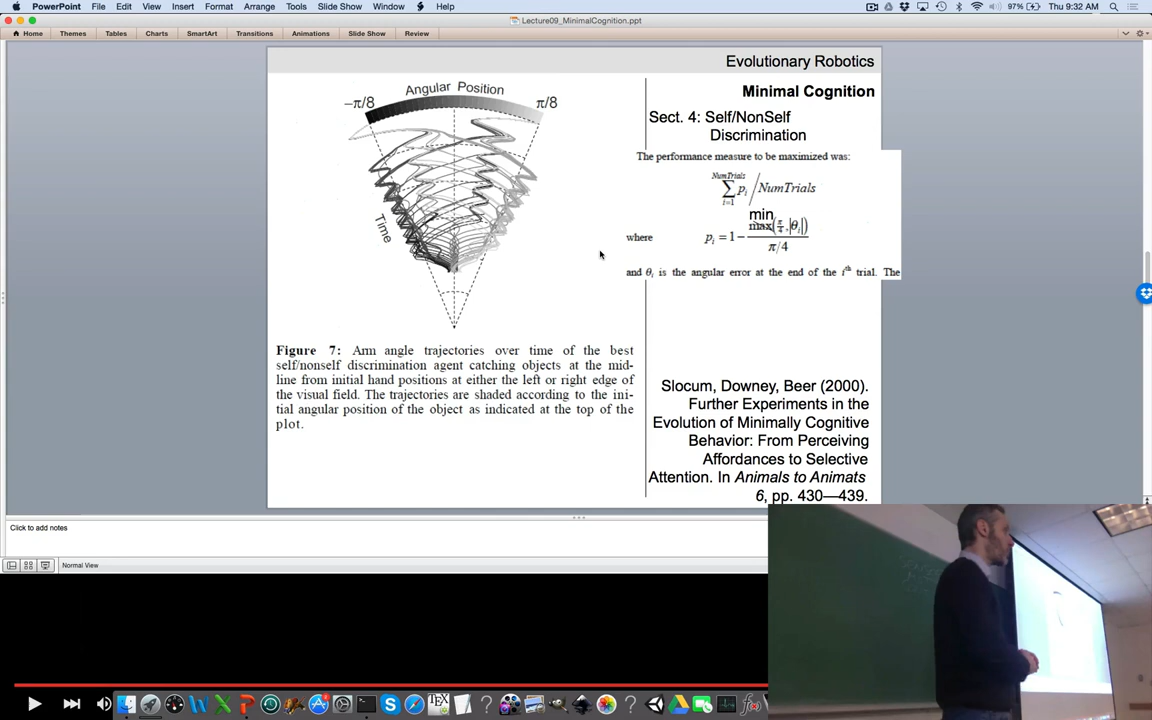 PowerPoint File Edit View Insert Format Arrange Tools Slide Show Window Help 97% Thu 9:32 AM
Lecture09_MinimalCognition.ppt
Home Themes Tables Charts SmartArt Transitions Animations Slide Show Review
Evolutionary Robotics
Angular Position
−π/8 π/8
Time
Figure 7: Arm angle trajectories over time of the best
self/nonself discrimination agent catching objects at the mid-
line from initial hand positions at either the left or right edge of
the visual field. The trajectories are shaded according to the ini-
tial angular position of the object as indicated at the top of the
plot.
Minimal Cognition
Sect. 4: Self/NonSelf
Discrimination
The performance measure to be maximized was:
NumTrials
∑ pᵢ / NumTrials
i=1
min
where pᵢ = 1 − max(π/4, |θᵢ|)
π/4
and θᵢ is the angular error at the end of the iᵗʰ trial. The
Slocum, Downey, Beer (2000).
Further Experiments in the
Evolution of Minimally Cognitive
Behavior: From Perceiving
Affordances to Selective
Attention. In Animals to Animats
6, pp. 430—439.
Click to add notes
Normal View